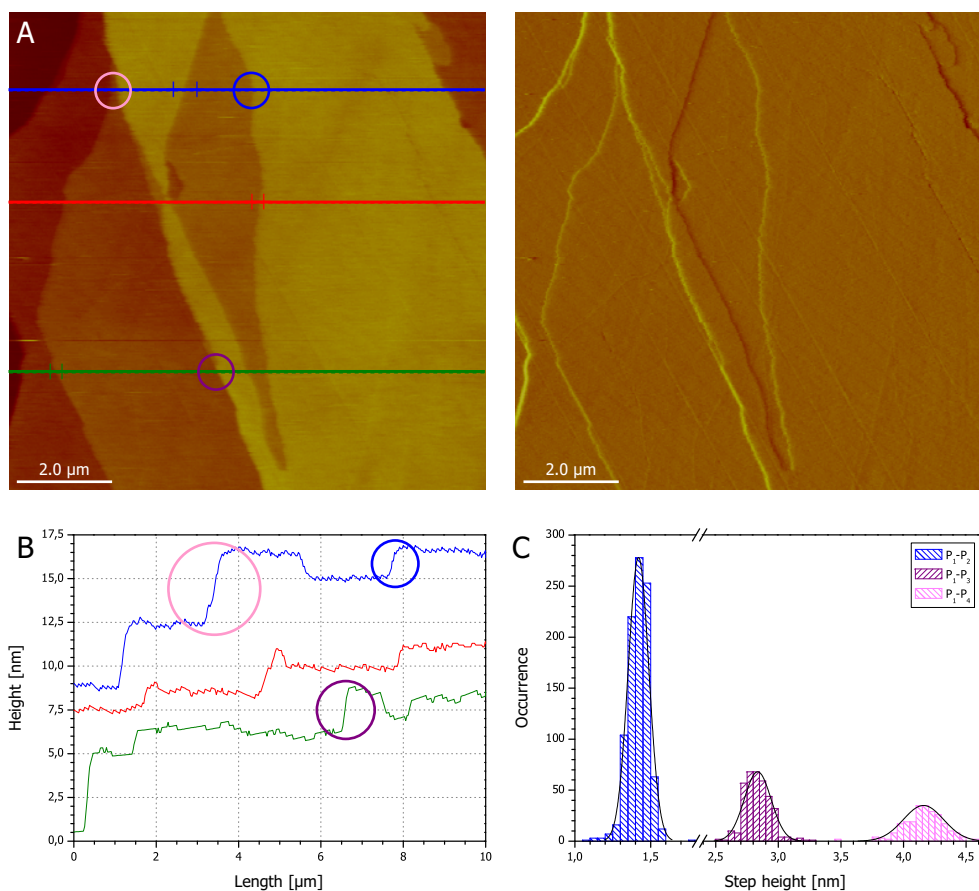 A
2.0 µm
2.0 µm
B
17,5
15,0
12,5
10,0
7,5
5,0
2,5
0,0
Height [nm]
0
2
4
6
8
10
Length [µm]
C
300
250
200
150
100
50
0
Occurrence
P₁-P₂
P₁-P₃
P₁-P₄
1,0
1,5
2,5
3,0
3,5
4,0
4,5
Step height [nm]